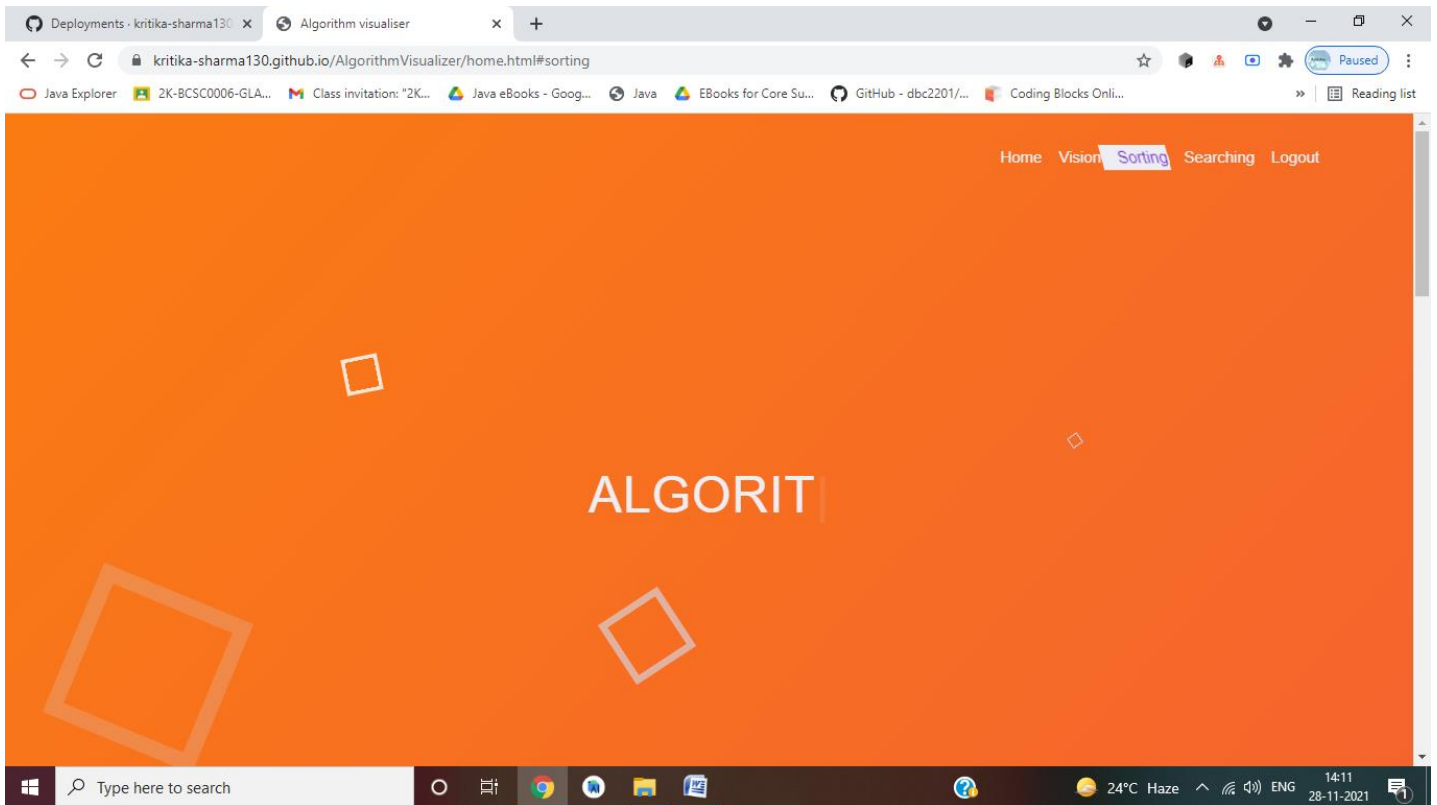 Deployments · kritika-sharma130
Algorithm visualiser
kritika-sharma130.github.io/AlgorithmVisualizer/home.html#sorting
Paused
Java Explorer 2K-BCSC0006-GLA... Class invitation: "2K... Java eBooks - Goog... Java EBooks for Core Su... GitHub - dbc2201/... Coding Blocks Onli... » Reading list
Home Vision Sorting Searching Logout
ALGORIT
Type here to search
24°C Haze ENG
14:11
28-11-2021
1